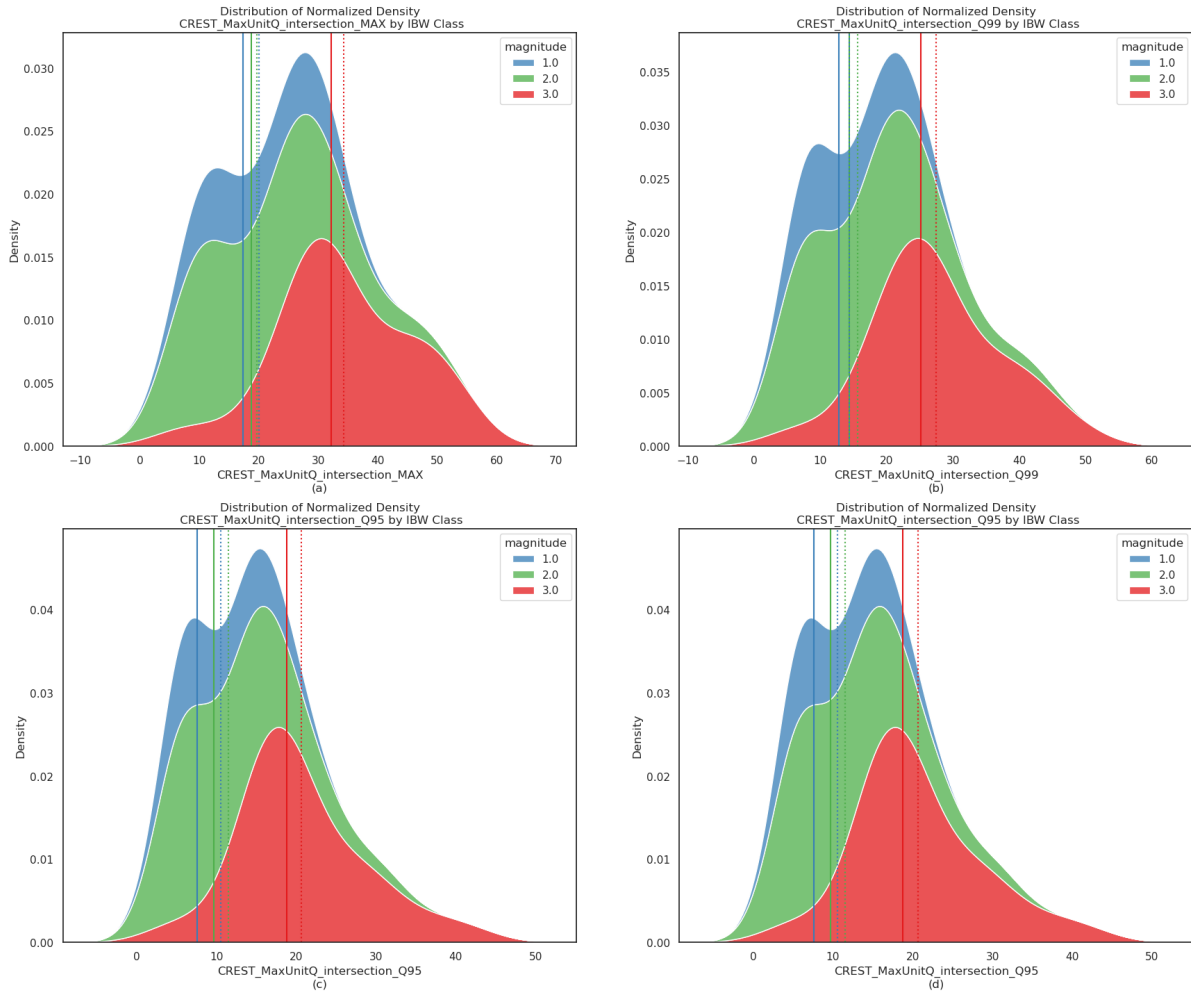 Distribution of Normalized Density
CREST_MaxUnitQ_intersection_MAX by IBW Class
magnitude
1.0
2.0
3.0
0.030
0.025
0.020
0.015
0.010
0.005
0.000
Density
−10 0 10 20 30 40 50 60 70
CREST_MaxUnitQ_intersection_MAX
(a)
Distribution of Normalized Density
CREST_MaxUnitQ_intersection_Q99 by IBW Class
magnitude
1.0
2.0
3.0
0.035
0.030
0.025
0.020
0.015
0.010
0.005
0.000
Density
−10 0 10 20 30 40 50 60
CREST_MaxUnitQ_intersection_Q99
(b)
Distribution of Normalized Density
CREST_MaxUnitQ_intersection_Q95 by IBW Class
magnitude
1.0
2.0
3.0
0.04
0.03
0.02
0.01
0.00
Density
0 10 20 30 40 50
CREST_MaxUnitQ_intersection_Q95
(c)
Distribution of Normalized Density
CREST_MaxUnitQ_intersection_Q95 by IBW Class
magnitude
1.0
2.0
3.0
0.04
0.03
0.02
0.01
0.00
Density
0 10 20 30 40 50
CREST_MaxUnitQ_intersection_Q95
(d)